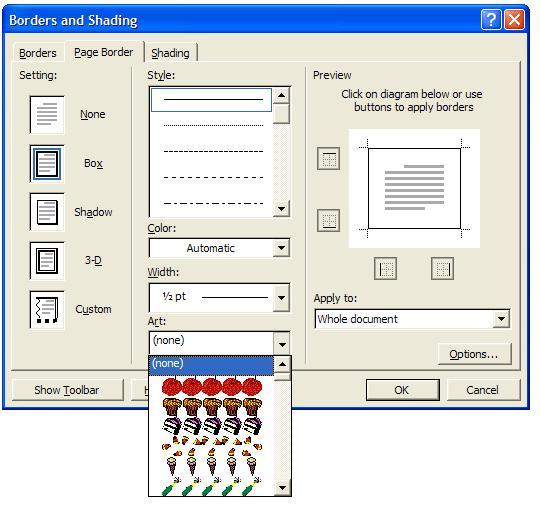 Borders and Shading
Borders
Page Border
Shading
Setting:
None
Box
Shadow
3-D
Custom
Style:
Color:
Automatic
Width:
½ pt
Art:
(none)
(none)
Preview
Click on diagram below or use
buttons to apply borders
Apply to:
Whole document
Options...
Show Toolbar
OK
Cancel